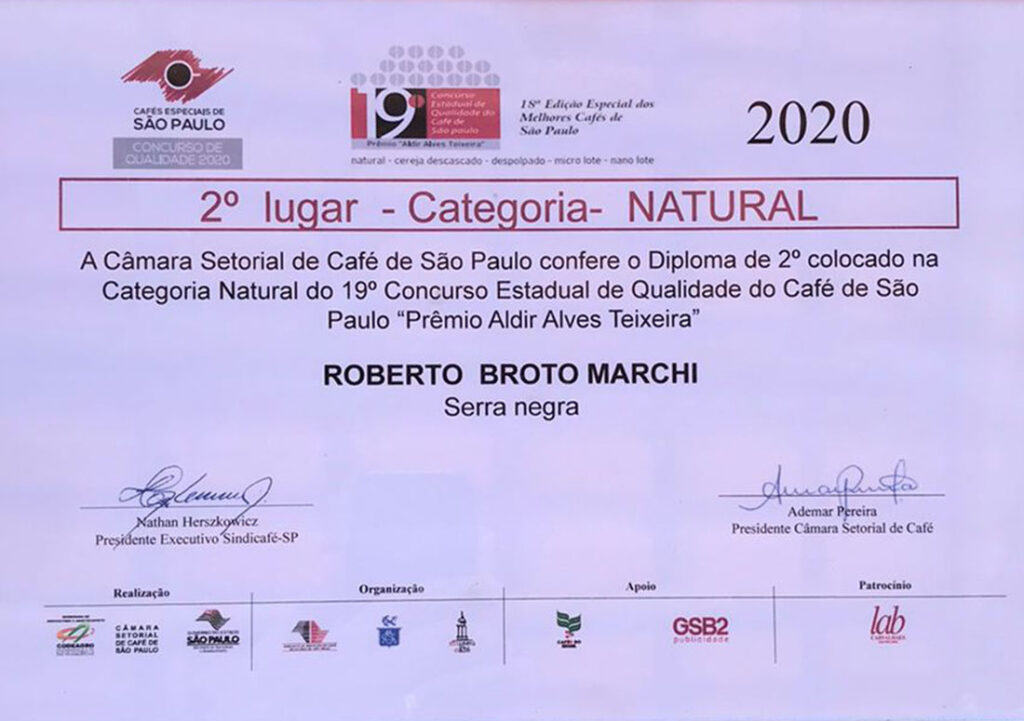 CAFÉS ESPECIAIS DE
SÃO PAULO
CONCURSO DE
QUALIDADE 2020
19º
Concurso
Estadual de
Qualidade do
Café de
São paulo
Prêmio "Aldir Alves Teixeira"
natural - cereja descascado - despolpado - micro lote - nano lote
18ª Edição Especial dos
Melhores Cafés de
São Paulo
2020
2º lugar - Categoria- NATURAL
A Câmara Setorial de Café de São Paulo confere o Diploma de 2º colocado na
Categoria Natural do 19º Concurso Estadual de Qualidade do Café de São
Paulo “Prêmio Aldir Alves Teixeira”
ROBERTO BROTO MARCHI
Serra negra
Nathan Herszkowicz
Presidente Executivo Sindicafé-SP
Ademar Pereira
Presidente Câmara Setorial de Café
Realização
Organização
Apoio
Patrocínio
CODEAGRO
CÂMARA
SETORIAL
DE CAFÉ DE
SÃO PAULO
SÃO PAULO
GSB2
publicidade
lab